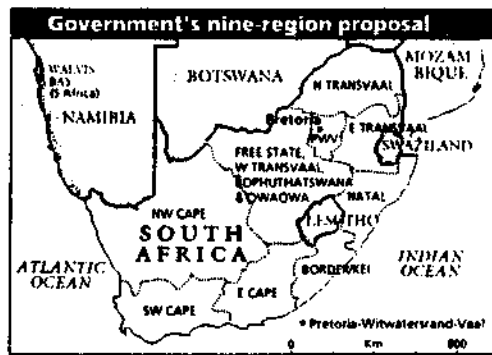 Government's nine-region proposal
WALVIS
BAY
(S Africa)
NAMIBIA
BOTSWANA
MOZAM
BIQUE
N TRANSVAAL
Pretoria
PWV
E TRANSVAAL
SWAZILAND
FREE STATE,
W TRANSVAAL,
BOPHUTHATSWANA
& QWAQWA
NATAL
LESOTHO
NW CAPE
SOUTH
AFRICA
ATLANTIC
OCEAN
INDIAN
OCEAN
BORDER/KEI
E CAPE
SW CAPE
* Pretoria-Witwatersrand-Vaal
0 Km 800